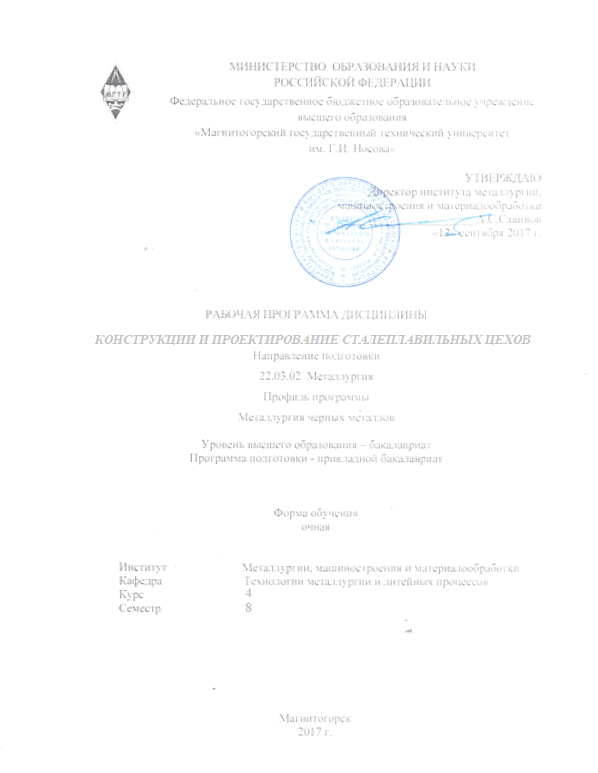 МИНИСТЕРСТВО ОБРАЗОВАНИЯ И НАУКИ
РОССИЙСКОЙ ФЕДЕРАЦИИ
Федеральное государственное бюджетное образовательное учреждение
высшего образования
«Магнитогорский государственный технический университет
им. Г.И. Носова»
УТВЕРЖДАЮ
Директор института металлургии,
машиностроения и материалообработки
А.С.Савинов
«12» сентября 2017 г.
РАБОЧАЯ ПРОГРАММА ДИСЦИПЛИНЫ
КОНСТРУКЦИИ И ПРОЕКТИРОВАНИЕ СТАЛЕПЛАВИЛЬНЫХ ЦЕХОВ
Направление подготовки
22.03.02 Металлургия
Профиль программы
Металлургия черных металлов
Уровень высшего образования – бакалавриат
Программа подготовки - прикладной бакалавриат
Форма обучения
очная
Институт Металлургии, машиностроения и материалообработки
Кафедра Технологии металлургии и литейных процессов
Курс 4
Семестр 8
Магнитогорск
2017 г.